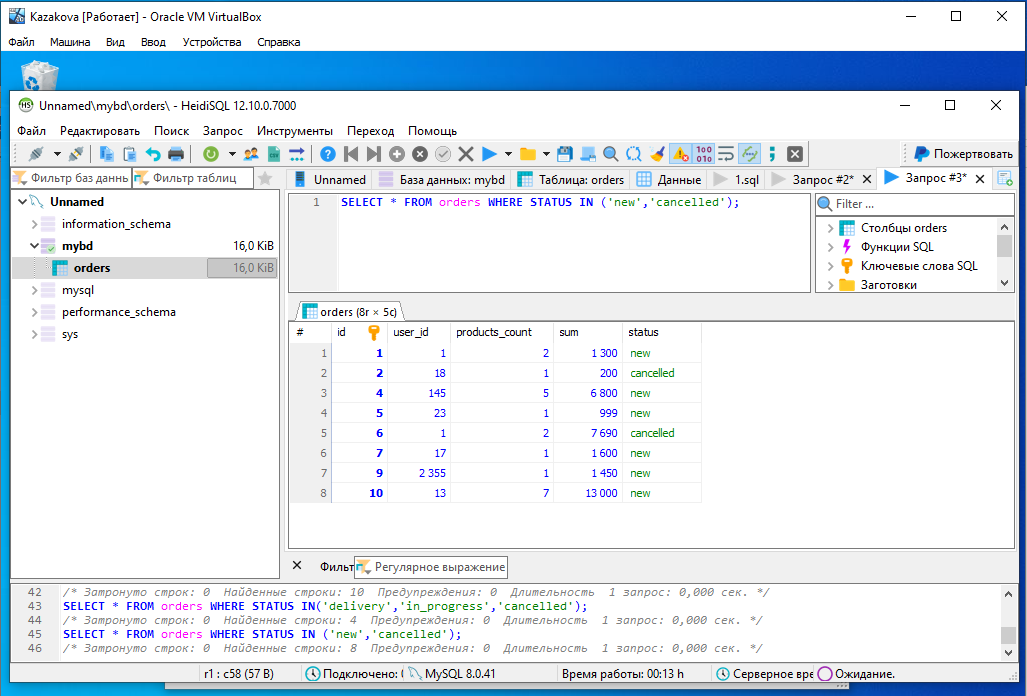 Kazakova [Работает] - Oracle VM VirtualBox
Файл Машина Вид Ввод Устройства Справка
Unnamed\mybd\orders\ - HeidiSQL 12.10.0.7000
Файл Редактировать Поиск Запрос Инструменты Переход Помощь
Пожертвовать
Фильтр баз данн Фильтр таблиц Unnamed База данных: mybd Таблица: orders Данные 1.sql Запрос #2* Запрос #3*
Unnamed
information_schema
mybd 16,0 KiB
orders 16,0 KiB
mysql
performance_schema
sys
1 SELECT * FROM orders WHERE STATUS IN ('new','cancelled');
Filter ...
Столбцы orders
Функции SQL
Ключевые слова SQL
Заготовки
orders (8r × 5c)
# id user_id products_count sum status
1 1 1 2 1 300 new
2 2 18 1 200 cancelled
3 4 145 5 6 800 new
4 5 23 1 999 new
5 6 1 2 7 690 cancelled
6 7 17 1 1 600 new
7 9 2 355 1 1 450 new
8 10 13 7 13 000 new
Фильт Регулярное выражение
42 /* Затронуто строк: 0 Найденные строки: 10 Предупреждения: 0 Длительность 1 запрос: 0,000 сек. */
43 SELECT * FROM orders WHERE STATUS IN('delivery','in_progress','cancelled');
44 /* Затронуто строк: 0 Найденные строки: 4 Предупреждения: 0 Длительность 1 запрос: 0,000 сек. */
45 SELECT * FROM orders WHERE STATUS IN ('new','cancelled');
46 /* Затронуто строк: 0 Найденные строки: 8 Предупреждения: 0 Длительность 1 запрос: 0,000 сек. */
r1 : c58 (57 B) Подключено: MySQL 8.0.41 Время работы: 00:13 h Серверное вре Ожидание.